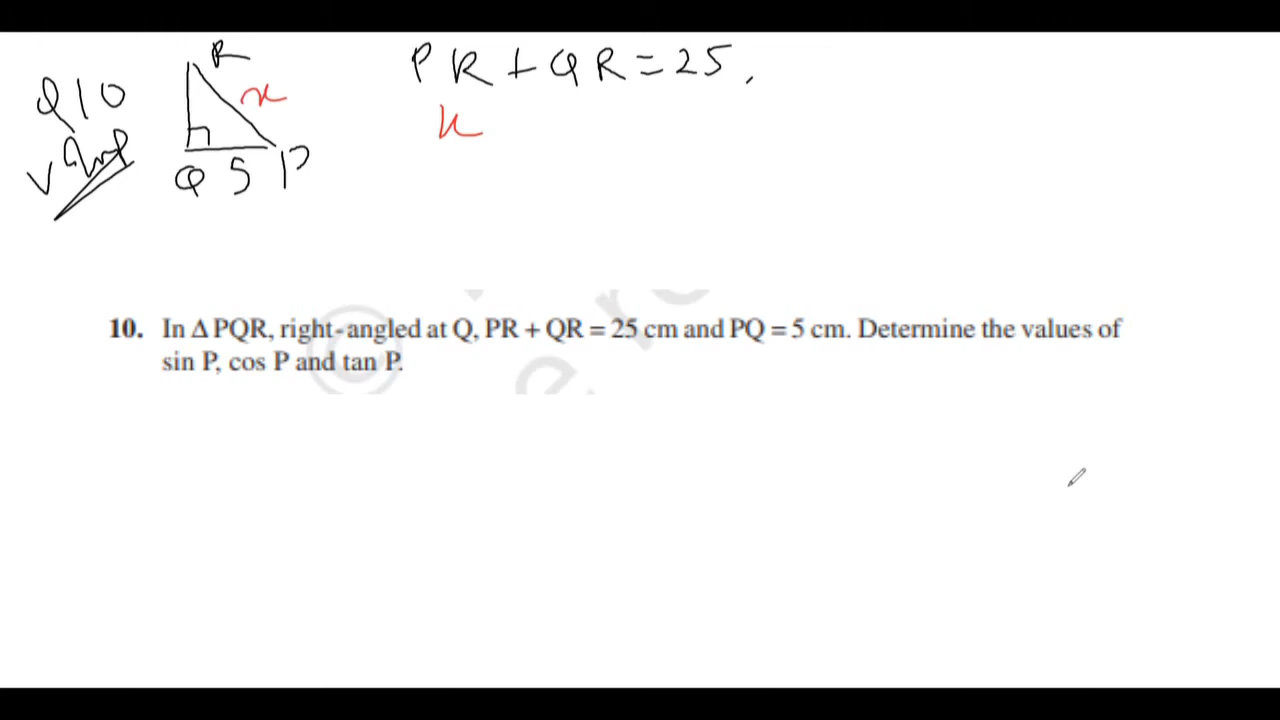 Q10
R
x
Q 5 P
PR + QR = 25,
x
10. In Δ PQR, right-angled at Q, PR + QR = 25 cm and PQ = 5 cm. Determine the values of
sin P, cos P and tan P.